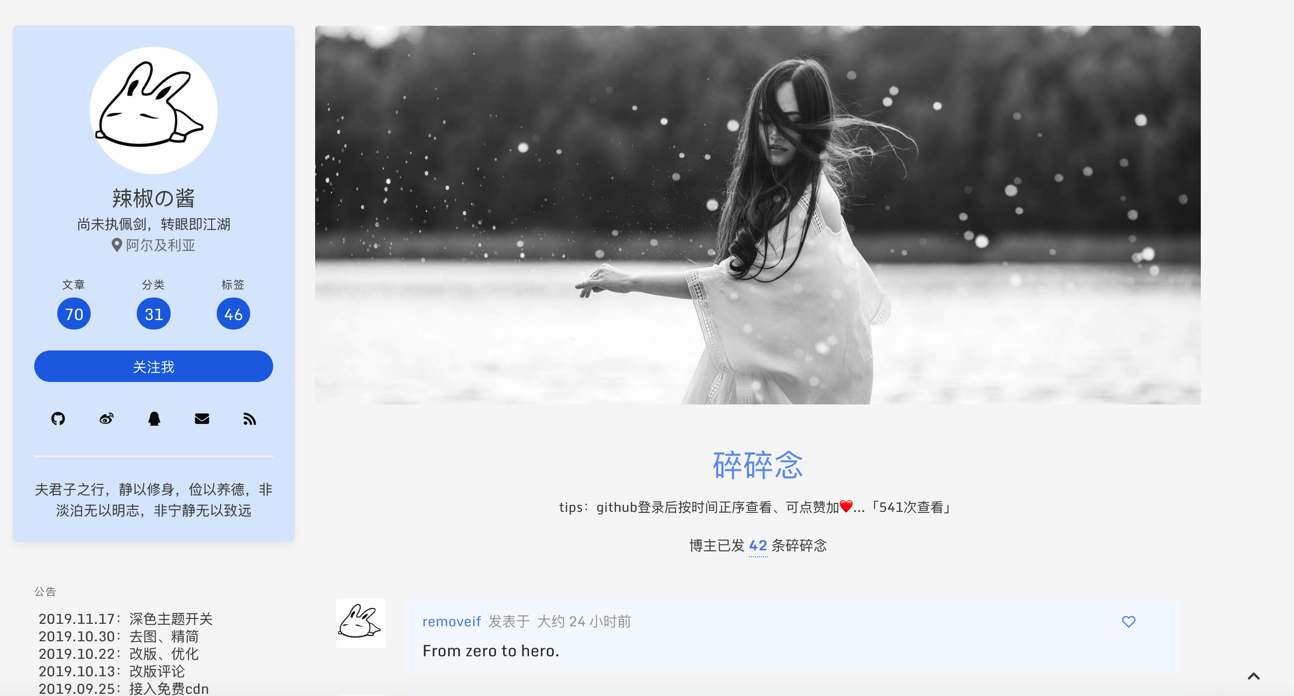 辣椒の酱
尚未执佩剑，转眼即江湖
阿尔及利亚
文章 分类 标签
70 31 46
关注我
夫君子之行，静以修身，俭以养德，非
淡泊无以明志，非宁静无以致远
公告
2019.11.17：深色主题开关
2019.10.30：去图、精简
2019.10.22：改版、优化
2019.10.13：改版评论
2019.09.25：接入免费cdn
碎碎念
tips：github登录后按时间正序查看、可点赞加❤️...「541次查看」
博主已发 42 条碎碎念
removeif 发表于 大约 24 小时前
From zero to hero.